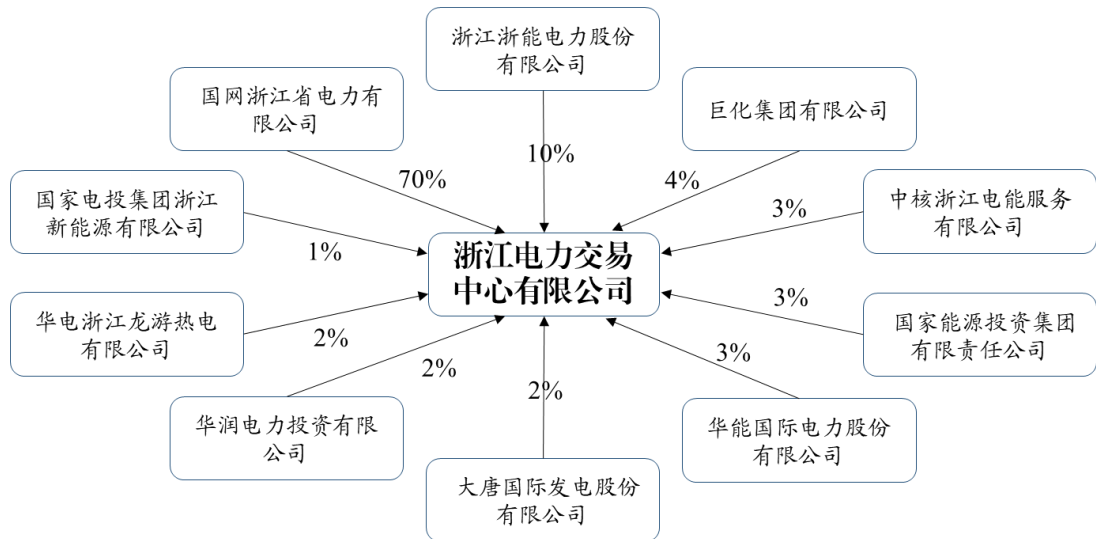 浙江浙能电力股份
有限公司
国网浙江省电力有
限公司
巨化集团有限公司
10%
70%
4%
国家电投集团浙江
新能源有限公司
中核浙江电能服务
有限公司
3%
1%
浙江电力交易
中心有限公司
华电浙江龙游热电
有限公司
2%
3%
国家能源投资集团
有限责任公司
2%
2%
3%
华润电力投资有限
公司
华能国际电力股份
有限公司
大唐国际发电股份
有限公司